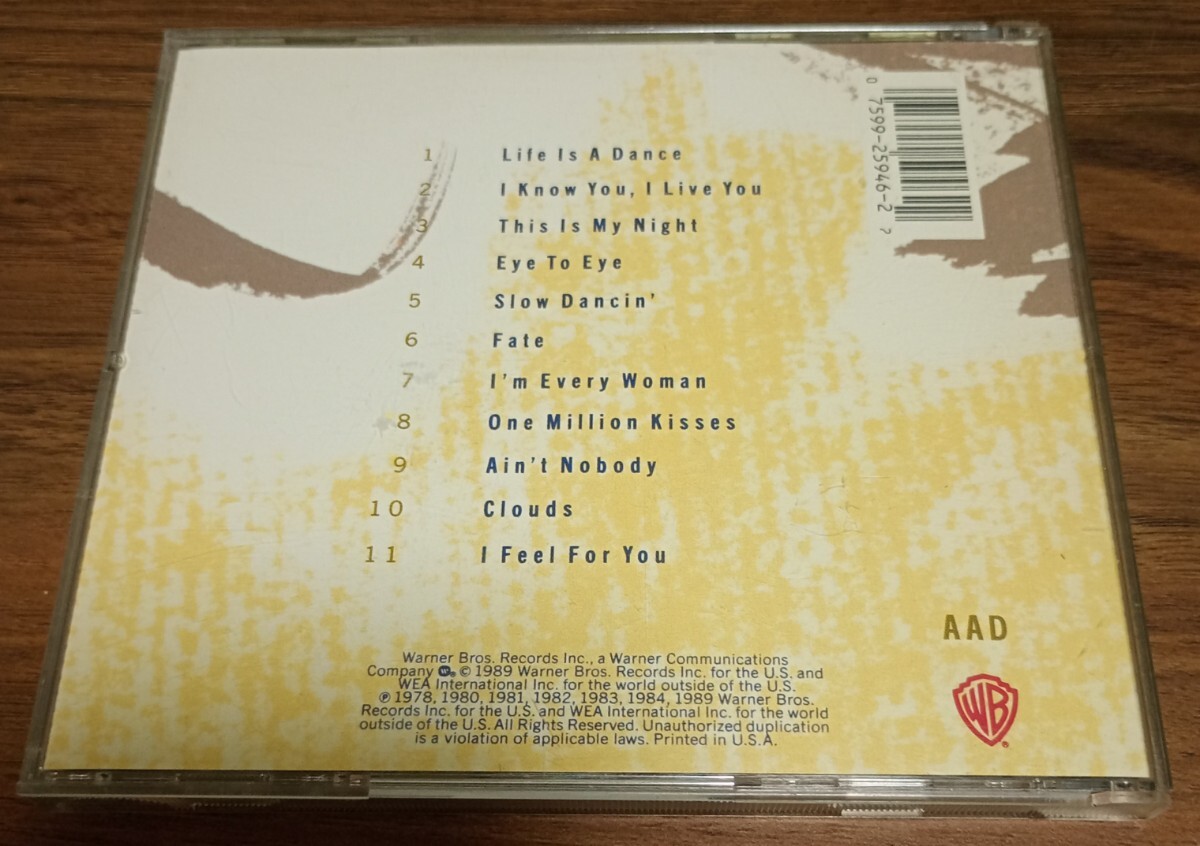 1 Life Is A Dance
2 I Know You, I Live You
3 This Is My Night
4 Eye To Eye
5 Slow Dancin'
6 Fate
7 I'm Every Woman
8 One Million Kisses
9 Ain't Nobody
10 Clouds
11 I Feel For You
0 7599-25946-2 7
AAD
WB
Warner Bros. Records Inc., a Warner Communications
Company © 1989 Warner Bros. Records Inc. for the U.S. and
WEA International Inc. for the world outside of the U.S.
℗ 1978, 1980, 1981, 1982, 1983, 1984, 1989 Warner Bros.
Records Inc. for the U.S. and WEA International Inc. for the world
outside of the U.S. All Rights Reserved. Unauthorized duplication
is a violation of applicable laws. Printed in U.S.A.